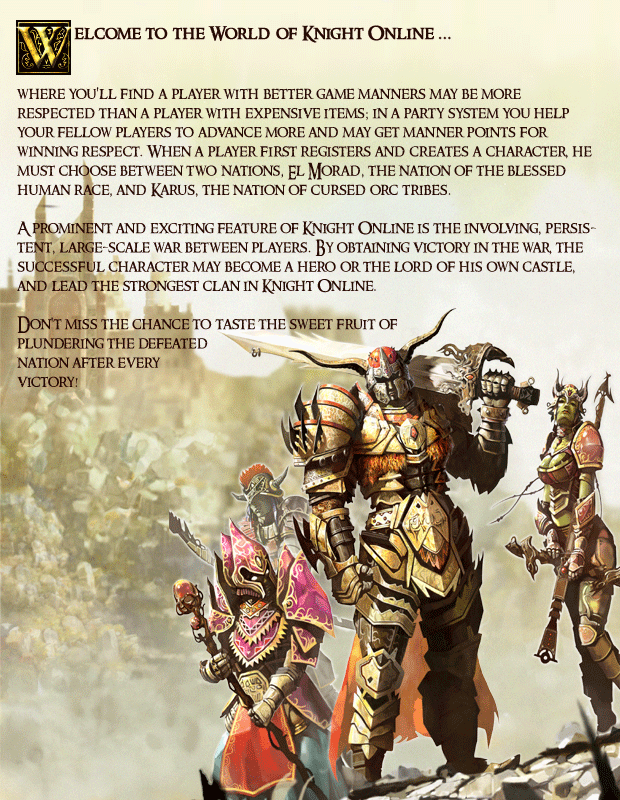 Welcome to the World of Knight Online ...
where you'll find a player with better game manners may be more
respected than a player with expensive items; in a party system you help
your fellow players to advance more and may get manner points for
winning respect. When a player first registers and creates a character, he
must choose between two nations, El Morad, the nation of the blessed
human race, and Karus, the nation of cursed orc tribes.
A prominent and exciting feature of Knight Online is the involving, persis-
tent, large-scale war between players. By obtaining victory in the war, the
successful character may become a hero or the lord of his own castle,
and lead the strongest clan in Knight Online.
Don't miss the chance to taste the sweet fruit of
plundering the defeated
nation after every
victory!